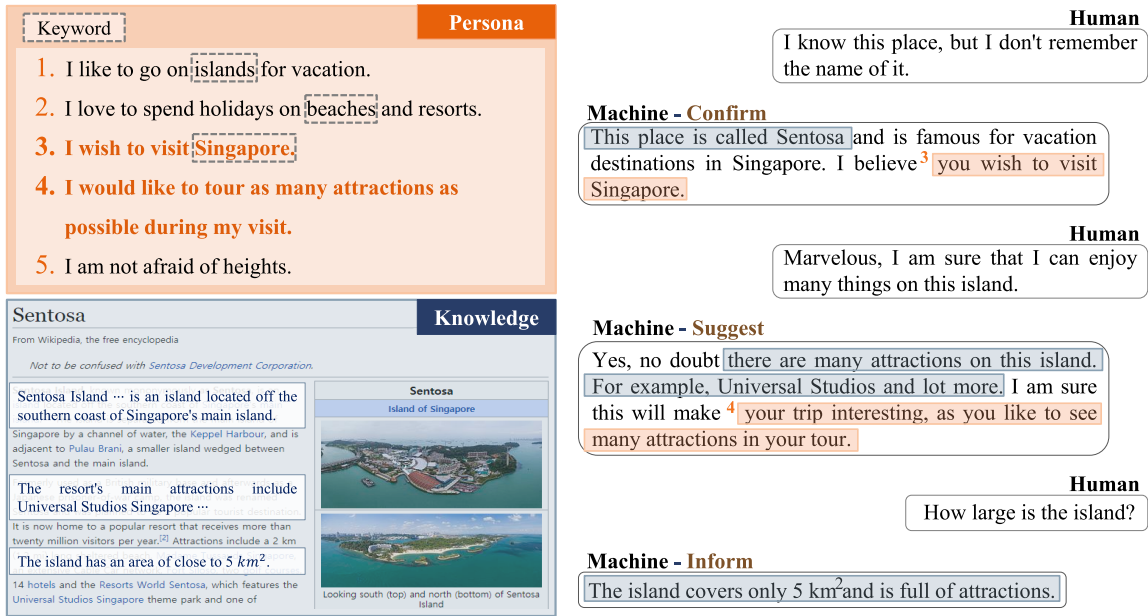 Keyword
Persona
1. I like to go on islands for vacation.
2. I love to spend holidays on beaches and resorts.
3. I wish to visit Singapore.
4. I would like to tour as many attractions as
possible during my visit.
5. I am not afraid of heights.
Sentosa
Knowledge
From Wikipedia, the free encyclopedia
Not to be confused with Sentosa Development Corporation.
Sentosa Island ··· is an island located off the
southern coast of Singapore's main island.
Singapore by a channel of water, the Keppel Harbour, and is
adjacent to Pulau Brani, a smaller island wedged between
Sentosa and the main island.
The resort's main attractions include
Universal Studios Singapore ···
It is now home to a popular resort that receives more than
twenty million visitors per year.[2] Attractions include a 2 km
The island has an area of close to 5 km².
14 hotels and the Resorts World Sentosa, which features the
Universal Studios Singapore theme park and one of
Sentosa
Island of Singapore
Looking south (top) and north (bottom) of Sentosa
Island
Human
I know this place, but I don't remember
the name of it.
Machine - Confirm
This place is called Sentosa and is famous for vacation
destinations in Singapore. I believe 3 you wish to visit
Singapore.
Human
Marvelous, I am sure that I can enjoy
many things on this island.
Machine - Suggest
Yes, no doubt there are many attractions on this island.
For example, Universal Studios and lot more. I am sure
this will make 4 your trip interesting, as you like to see
many attractions in your tour.
Human
How large is the island?
Machine - Inform
The island covers only 5 km² and is full of attractions.